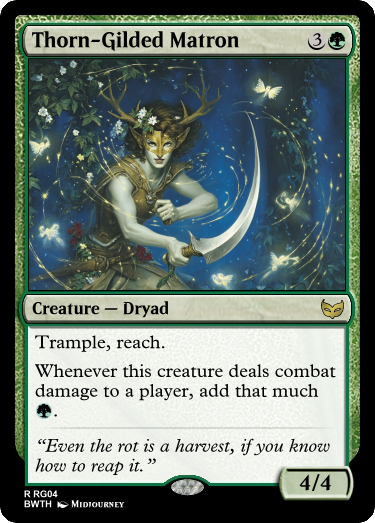 Thorn-Gilded Matron 3
Creature — Dryad
Trample, reach.
Whenever this creature deals combat
damage to a player, add that much
.
“Even the rot is a harvest, if you know
how to reap it.”
4/4
R RG04
BWTH Midjourney